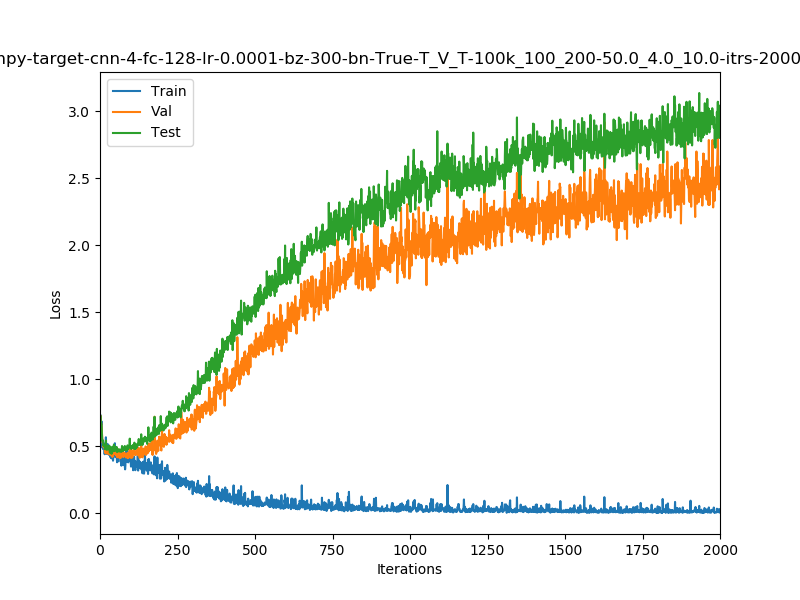 npy-target-cnn-4-fc-128-lr-0.0001-bz-300-bn-True-T_V_T-100k_100_200-50.0_4.0_10.0-itrs-2000
Train
Val
Test
3.0
2.5
2.0
1.5
1.0
0.5
0.0
Loss
0 250 500 750 1000 1250 1500 1750 2000
Iterations